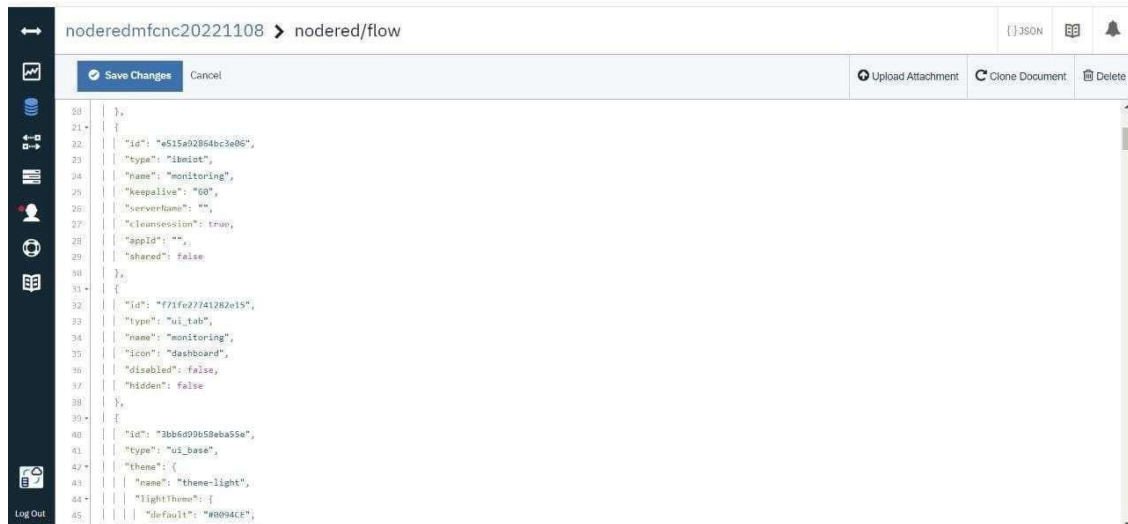 noderedmfcnc20221108 > nodered/flow
{ } JSON
Save Changes Cancel
Upload Attachment Clone Document Delete
20 },
21 {
22 "id": "e515a92864bc3e06",
23 "type": "ibmiot",
24 "name": "monitoring",
25 "keepalive": "60",
26 "serverName": "",
27 "cleansession": true,
28 "appId": "",
29 "shared": false
30 },
31 {
32 "id": "f71fe27741282e15",
33 "type": "ui_tab",
34 "name": "monitoring",
35 "icon": "dashboard",
36 "disabled": false,
37 "hidden": false
38 },
39 {
40 "id": "3bb6d99b58eba55e",
41 "type": "ui_base",
42 "theme": {
43 "name": "theme-light",
44 "lightTheme": {
45 "default": "#0094CE",
Log Out